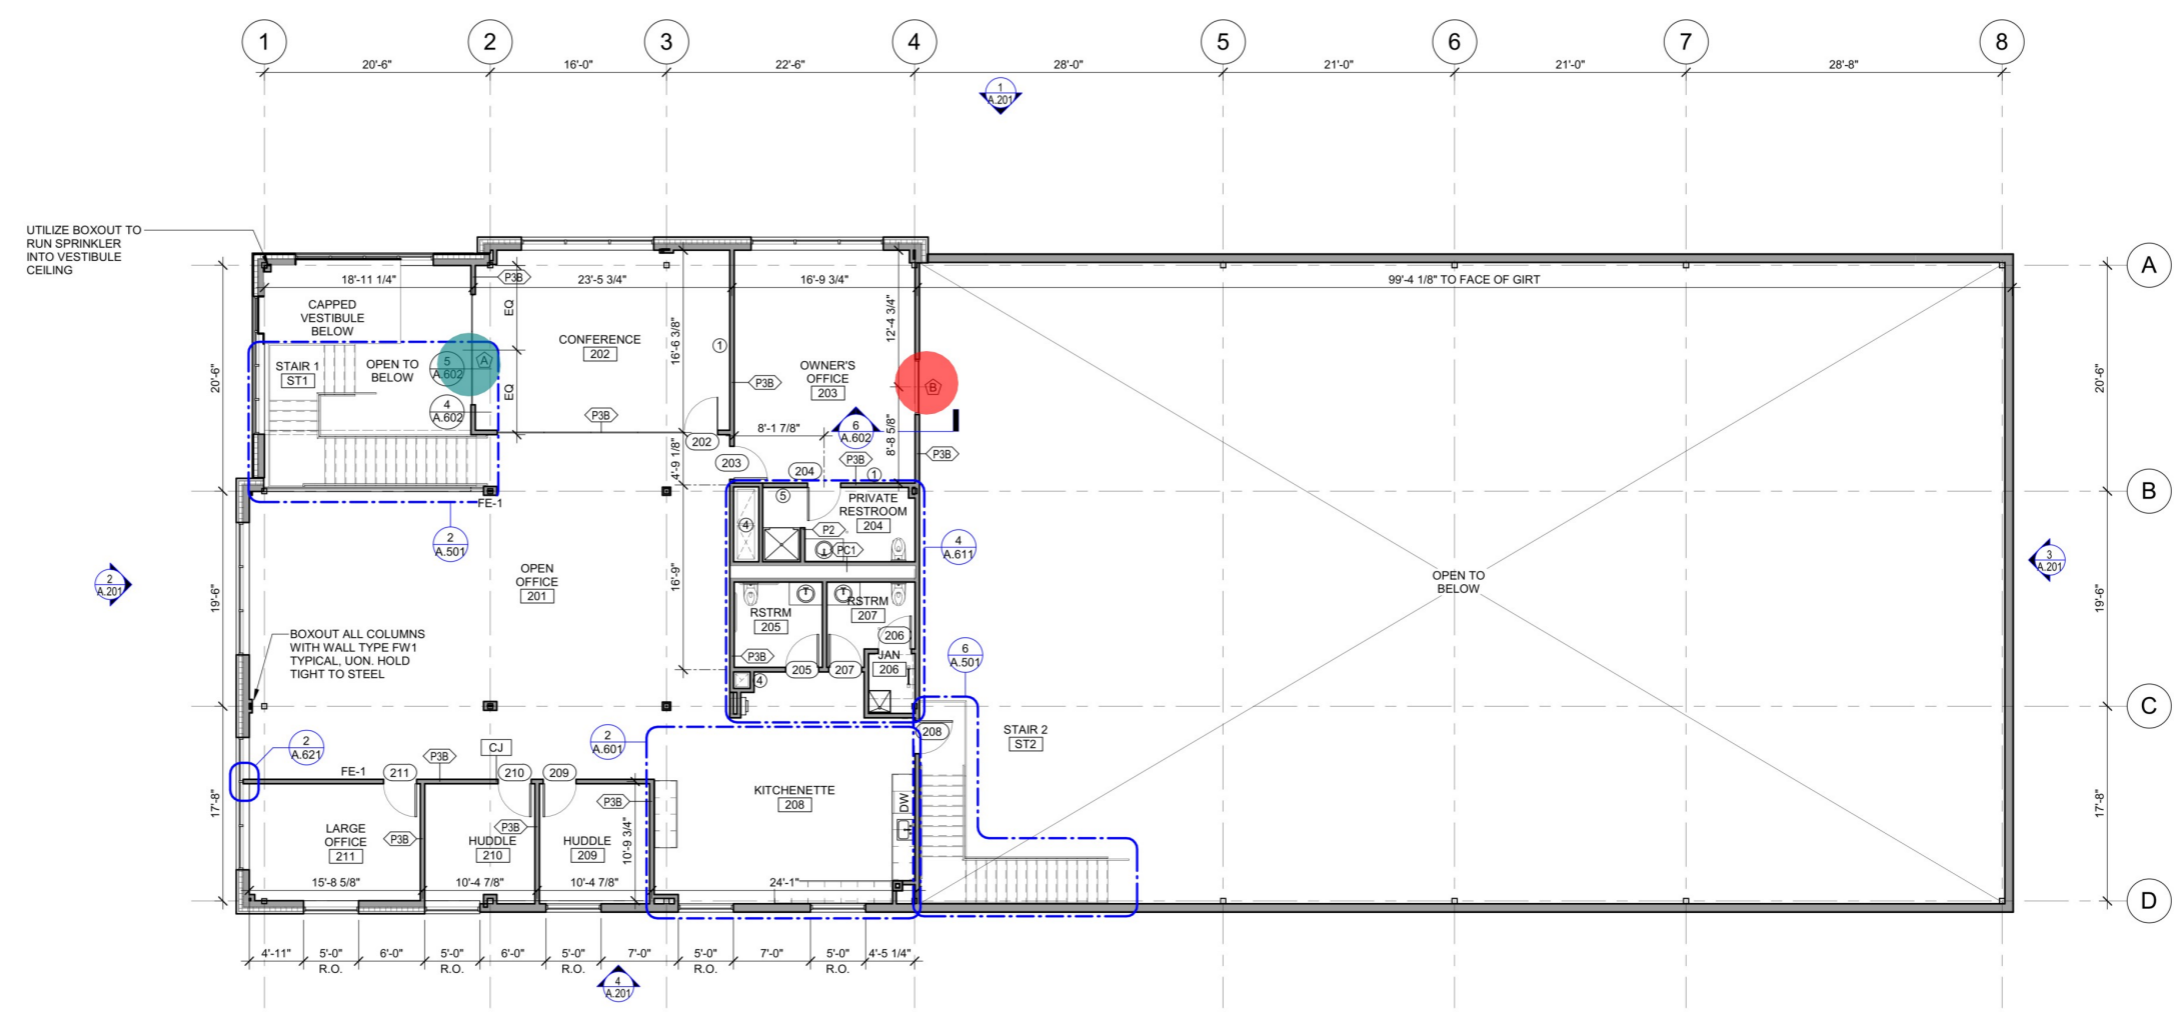 1 2 3 4 5 6 7 8
20'-6" 16'-0" 22'-6" 28'-0" 21'-0" 21'-0" 28'-8"
1
A.201
UTILIZE BOXOUT TO
RUN SPRINKLER
INTO VESTIBULE
CEILING
A
18'-11 1/4" P3B 23'-5 3/4" 16'-9 3/4" 99'-4 1/8" TO FACE OF GIRT
CAPPED
VESTIBULE
BELOW
EQ
EQ
16'-6 3/8"
12'-4 3/4"
CONFERENCE
202
1
STAIR 1
ST1
OPEN TO
BELOW
5
A.602
A
4
A.602
OWNER'S
OFFICE
203
B
P3B
P3B
20'-6"
20'-6"
8'-1 7/8"
6
A.602
8'-8 5/8"
202
203
204
P3B
1
P3B
4'-9 1/8"
B
FE-1
2
A.501
4
5
PRIVATE
RESTROOM
204
P2
PC1
4
A.611
2
A.201
OPEN
OFFICE
201
16'-9"
OPEN TO
BELOW
3
A.201
19'-6"
19'-6"
RSTRM
205
RSTRM
207
206
JAN
206
P3B
205
207
4
6
A.501
BOXOUT ALL COLUMNS
WITH WALL TYPE FW1
TYPICAL, UON. HOLD
TIGHT TO STEEL
C
STAIR 2
ST2
208
2
A.621
2
A.601
CJ
P3B
FE-1
211
210
209
17'-8"
17'-8"
KITCHENETTE
208
DW
P3B
P3B
P3B
LARGE
OFFICE
211
HUDDLE
210
HUDDLE
209
10'-9 3/4"
15'-8 5/8" 10'-4 7/8" 10'-4 7/8" 24'-1"
D
4'-11" 5'-0" 6'-0" 5'-0" 6'-0" 5'-0" 7'-0" 5'-0" 7'-0" 5'-0" 4'-5 1/4"
R.O. R.O. R.O. R.O. R.O.
4
A.201